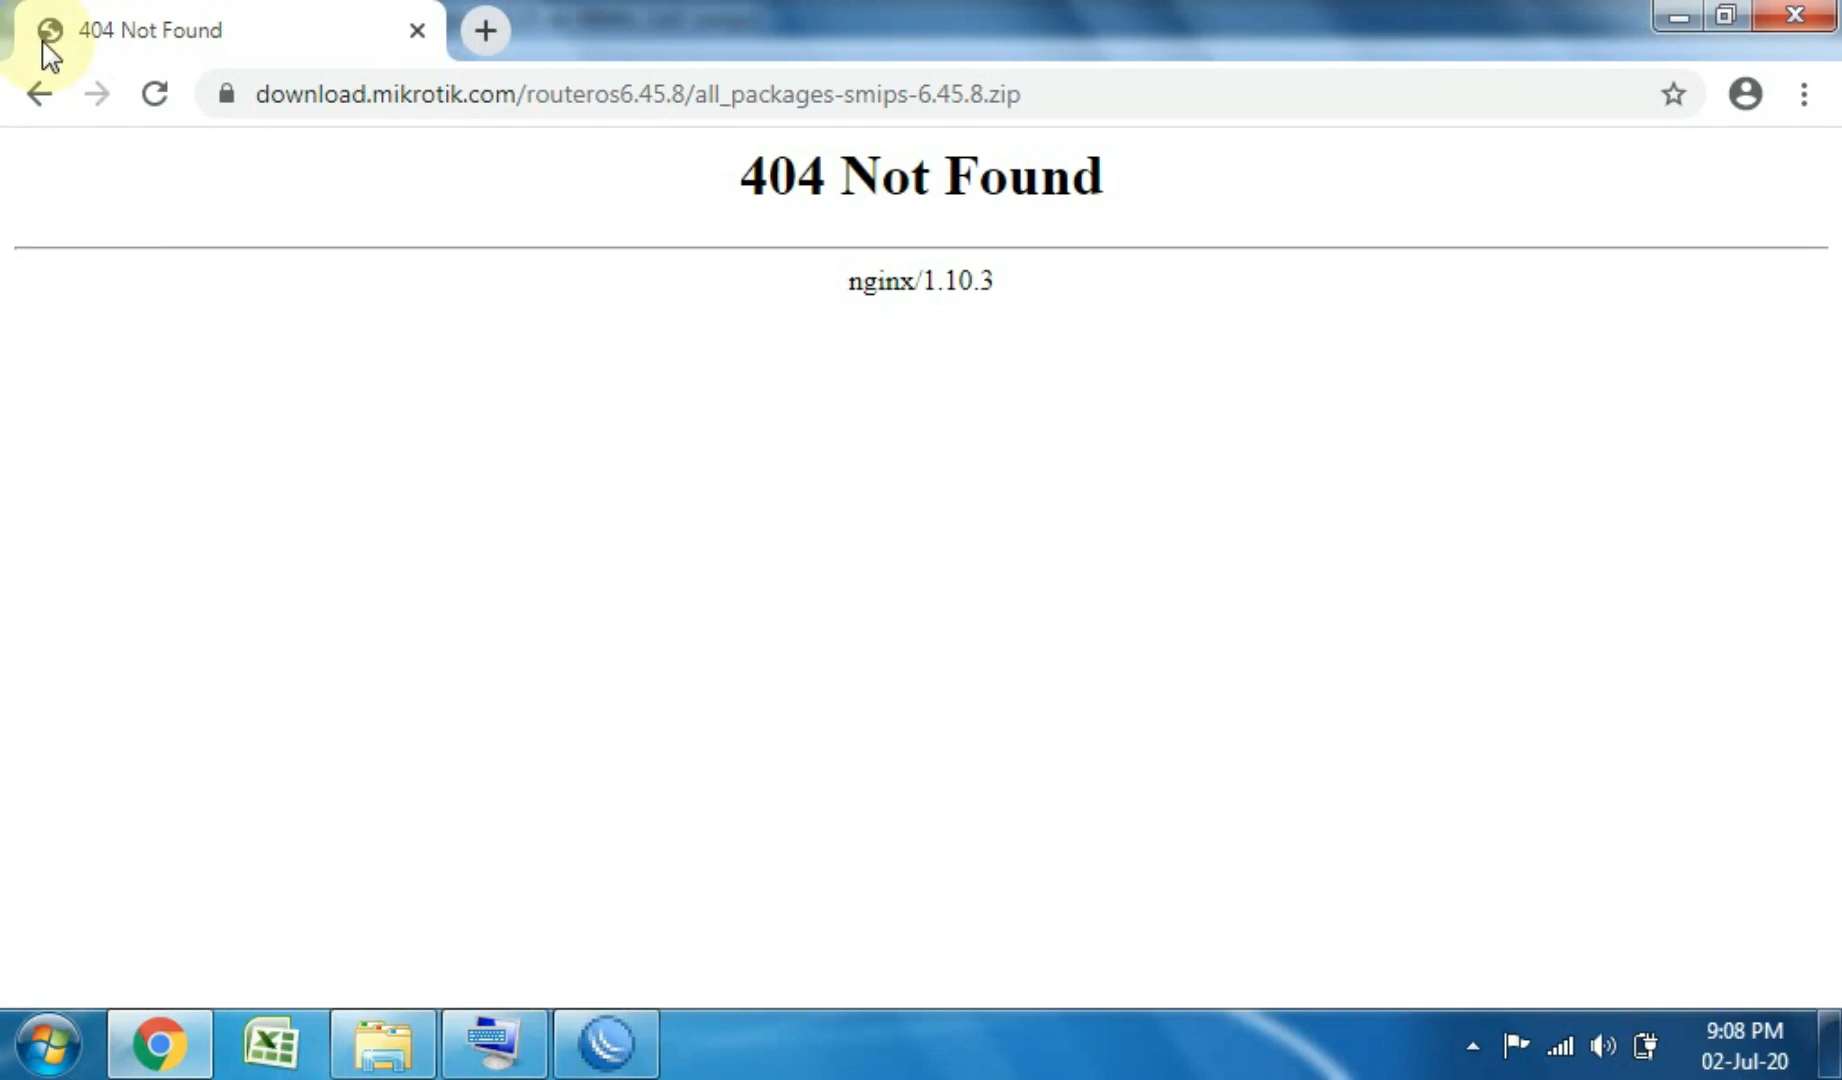 404 Not Found
download.mikrotik.com/routeros6.45.8/all_packages-smips-6.45.8.zip
404 Not Found
nginx/1.10.3
9:08 PM
02-Jul-20